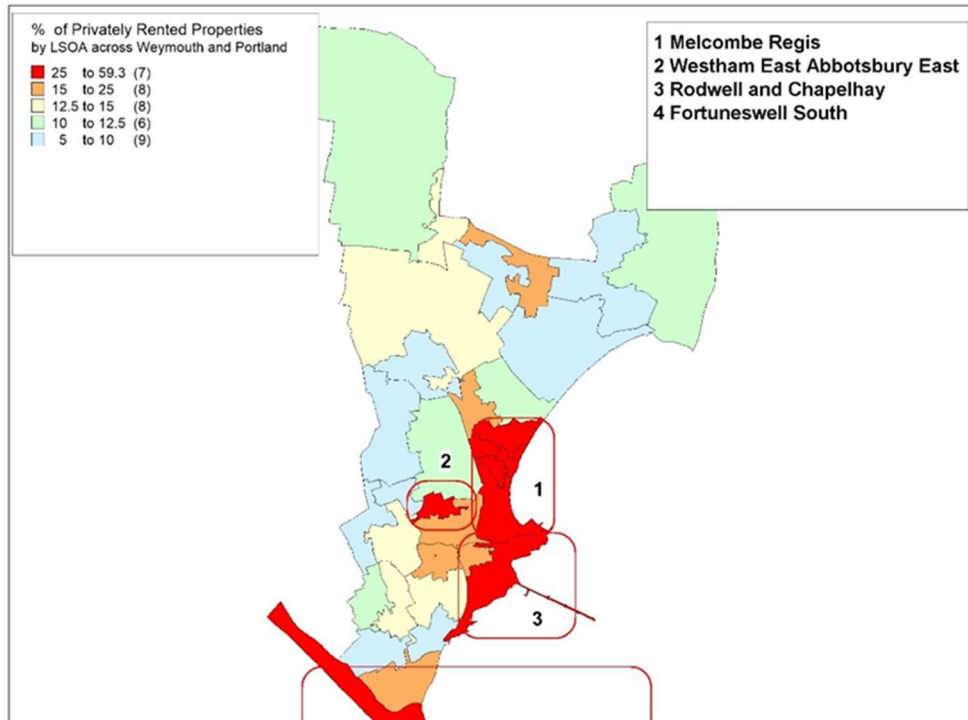 % of Privately Rented Properties
by LSOA across Weymouth and Portland
25 to 59.3 (7)
15 to 25 (8)
12.5 to 15 (8)
10 to 12.5 (6)
5 to 10 (9)
1 Melcombe Regis
2 Westham East Abbotsbury East
3 Rodwell and Chapelhay
4 Fortuneswell South
2
1
3